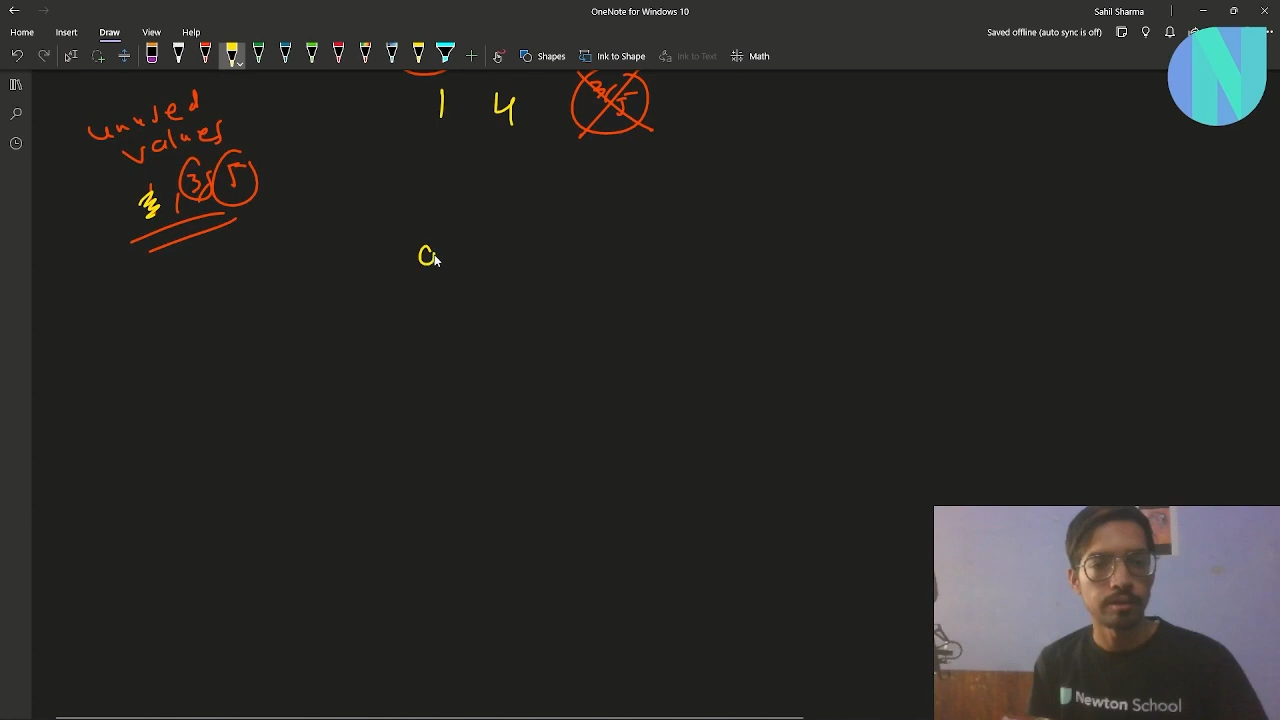 OneNote for Windows 10
Sahil Sharma
Home Insert Draw View Help
Saved offline (auto sync is off)
Shapes Ink to Shape Ink to Text Math
1 4
unused
values
3 5
Newton School